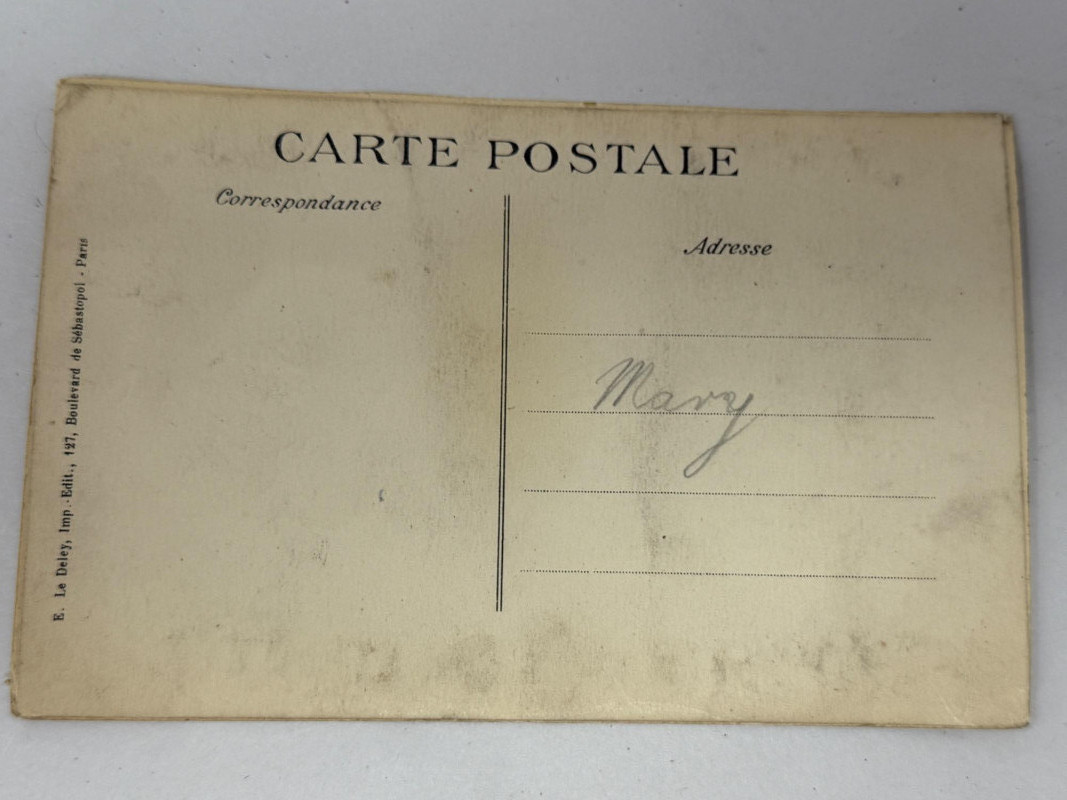 CARTE POSTALE
Correspondance
Adresse
Mary
E. Le Deley, Imp.-Edit., 127, Boulevard de Sébastopol - Paris